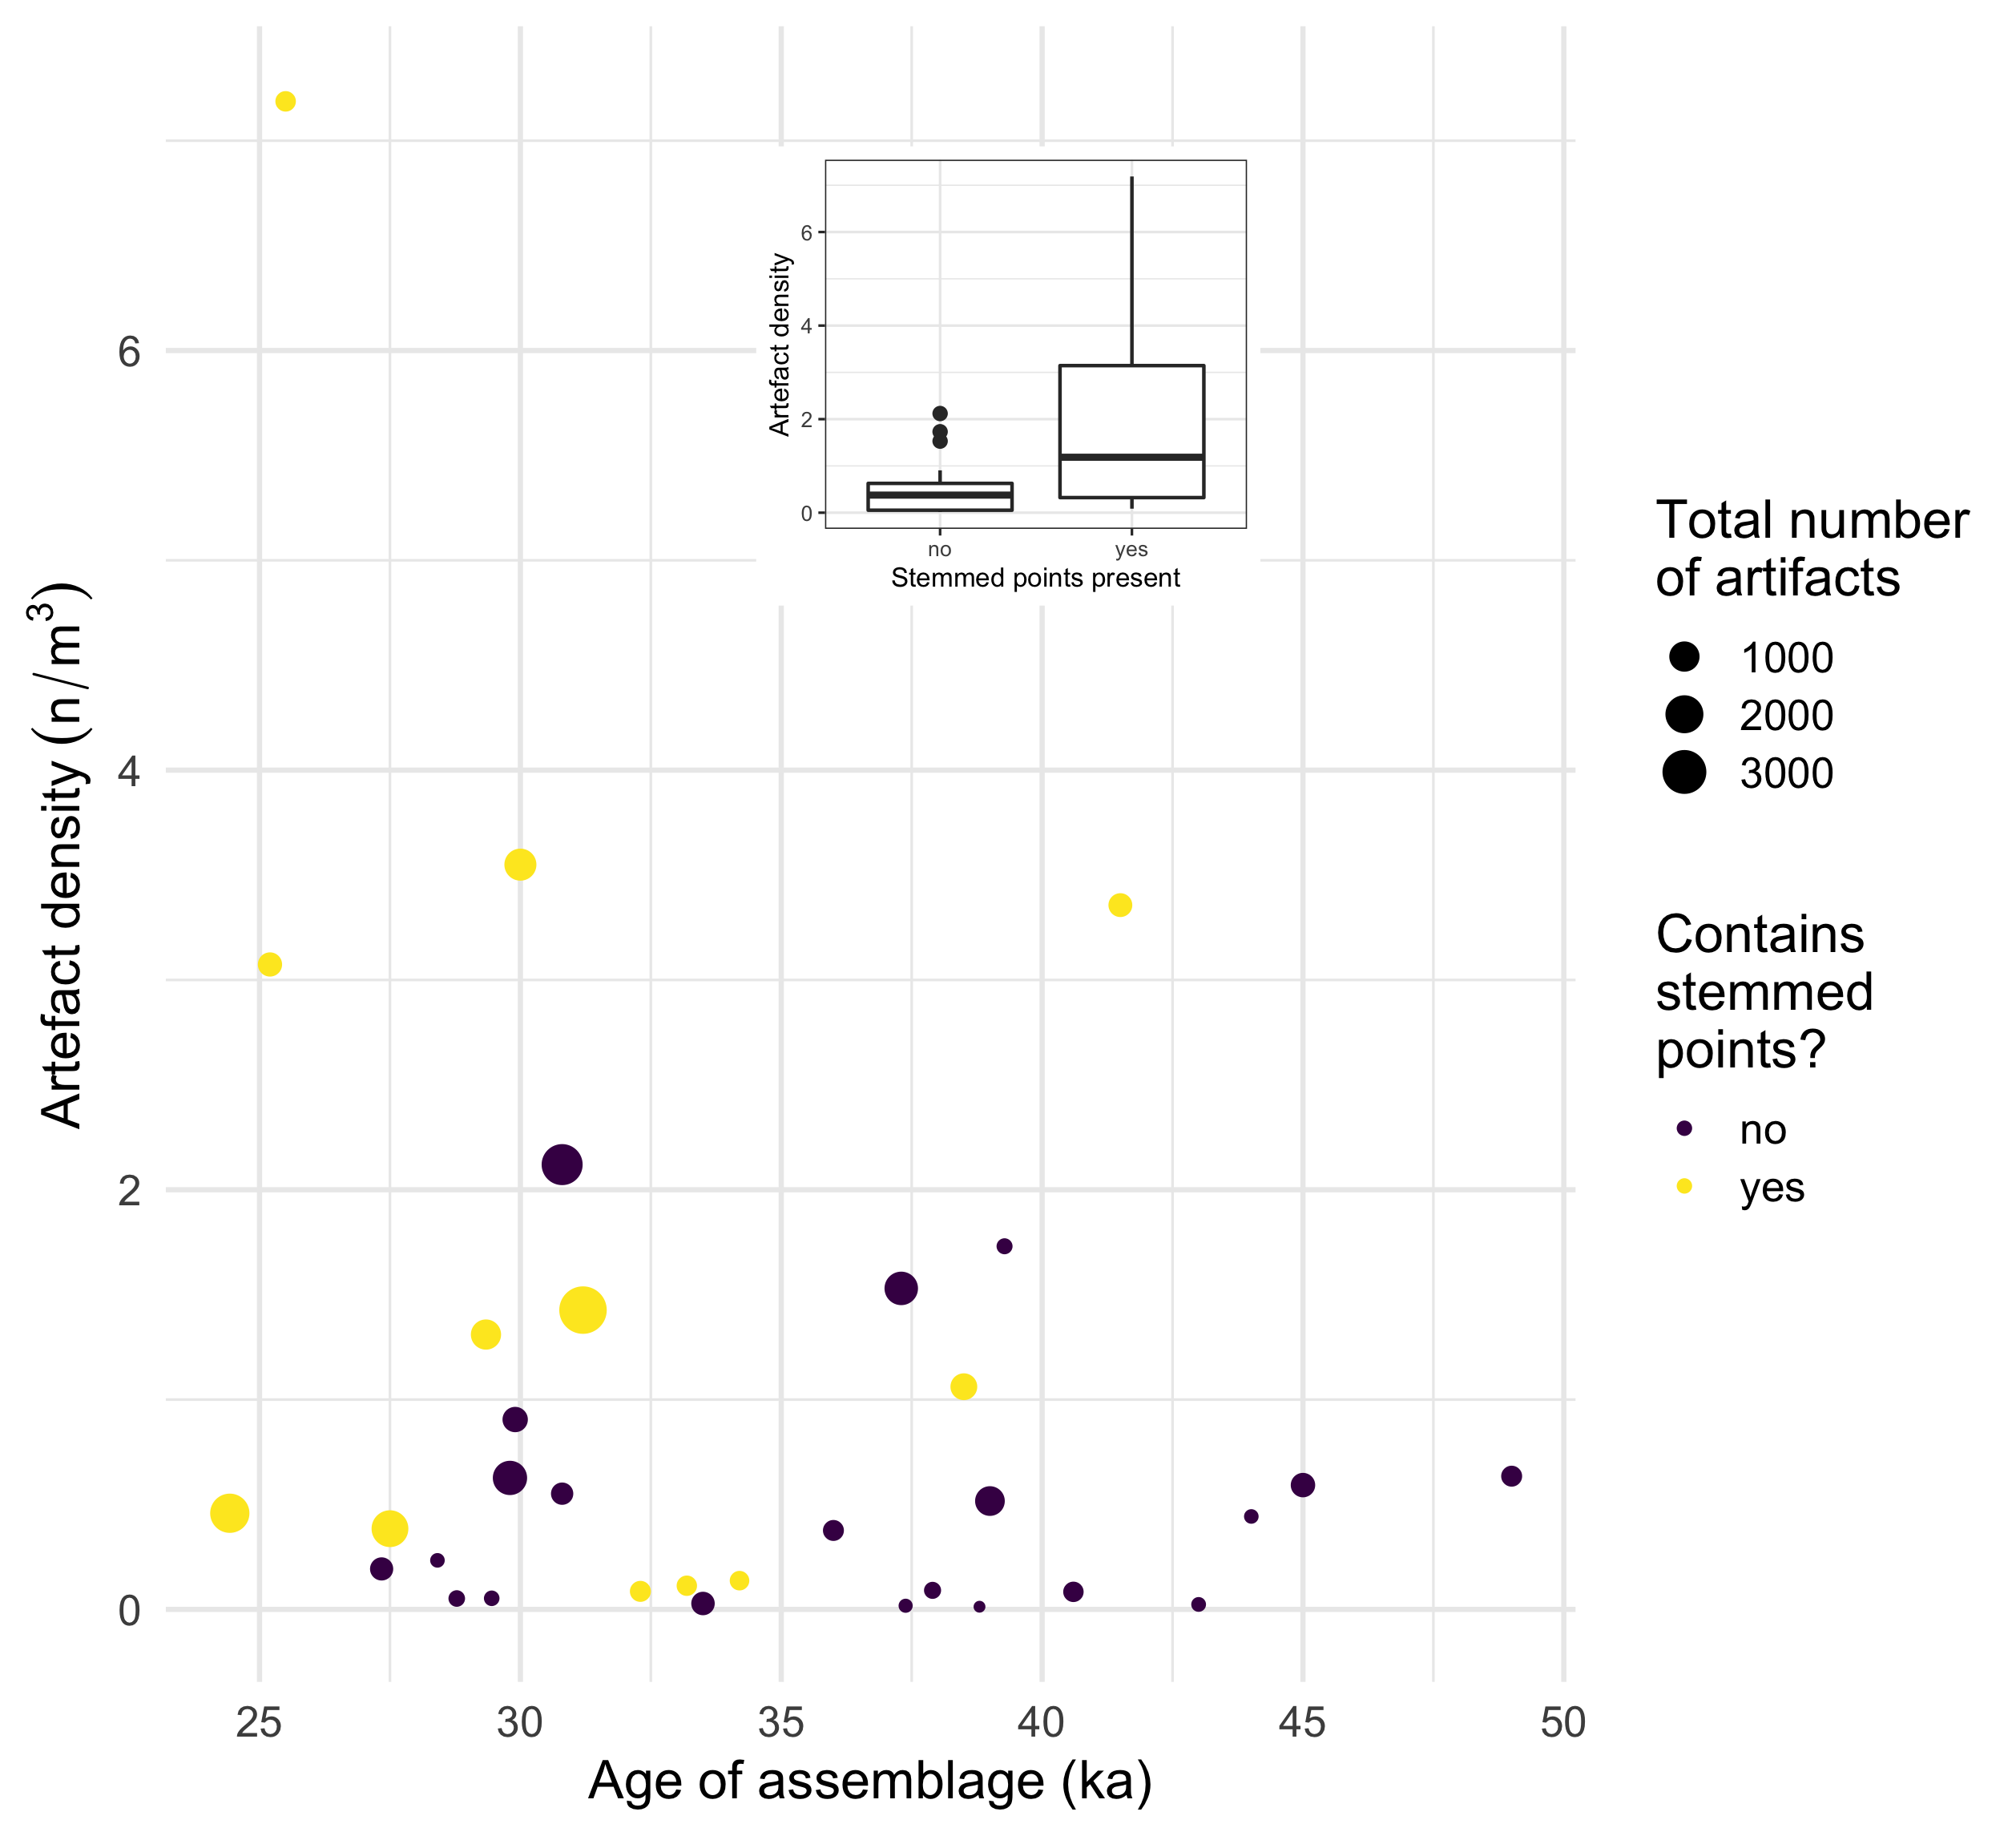 Artefact density (n/m³)
6
4
2
0
25 30 35 40 45 50
Age of assemblage (ka)
Artefact density
6
4
2
0
no yes
Stemmed points present
Total number
of artifacts
1000
2000
3000
Contains
stemmed
points?
no
yes